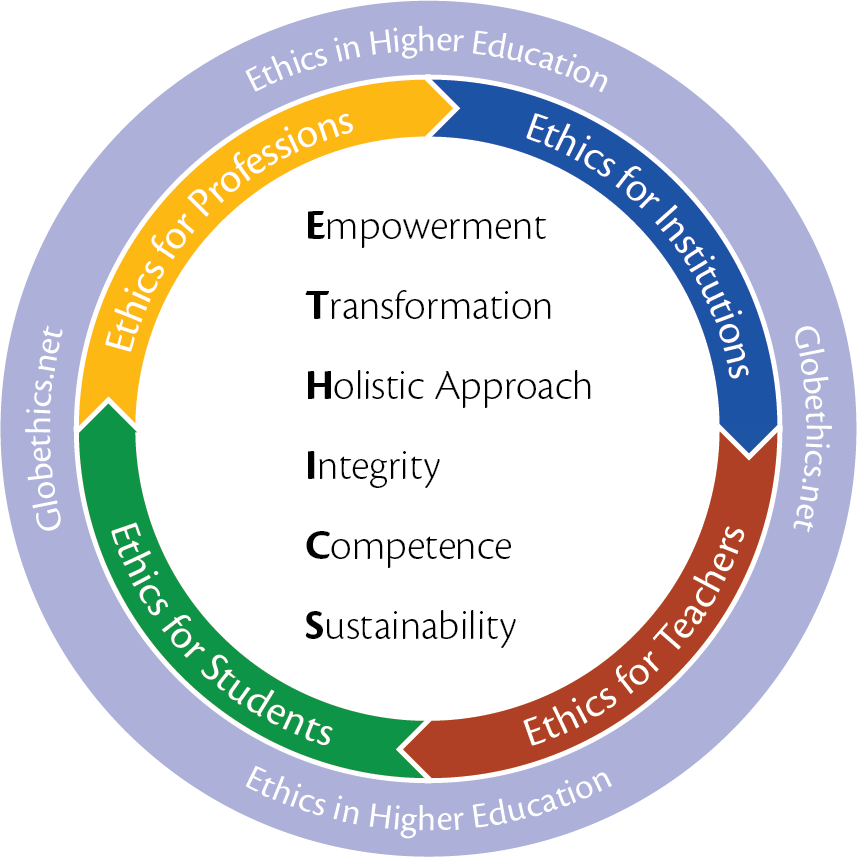 Ethics in Higher Education
Ethics for Professions
Ethics for Institutions
Globethics.net
Empowerment
Transformation
Holistic Approach
Integrity
Competence
Sustainability
Globethics.net
Ethics for Students
Ethics for Teachers
Ethics in Higher Education